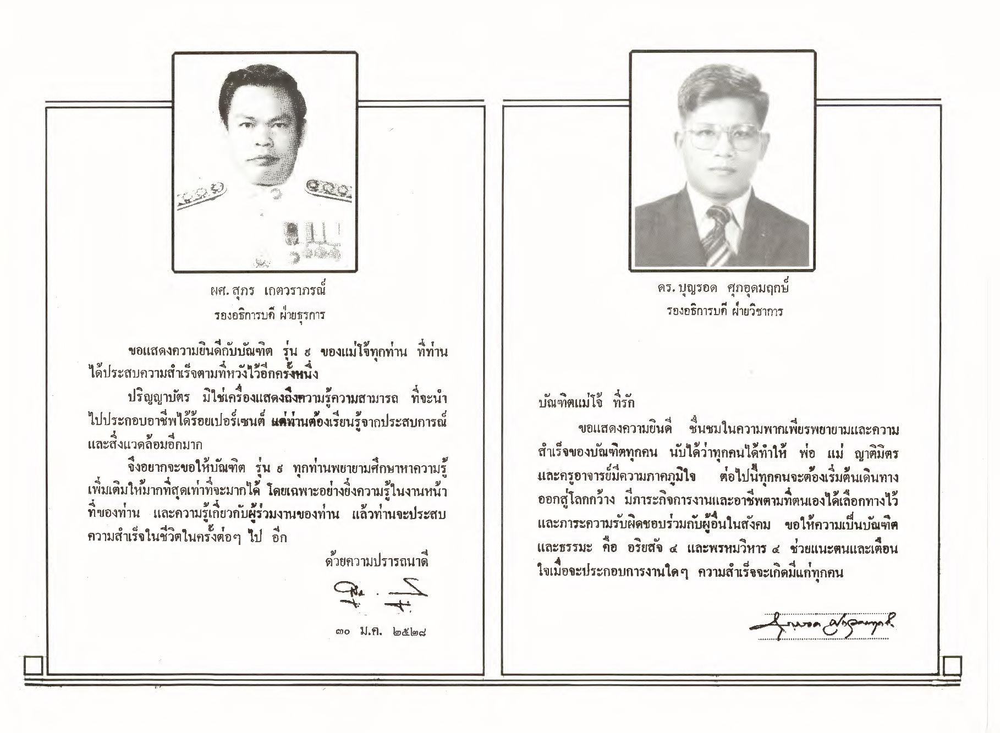 ผศ. สุภร เกตวราภรณ์
รองอธิการบดี ฝ่ายธุรการ
ขอแสดงความยินดีกับบัณฑิต รุ่น ๙ ของแม่โจ้ทุกท่าน ที่ท่าน
ได้ประสบความสำเร็จตามที่หวังไว้อีกครั้งหนึ่ง
ปริญญาบัตร มิใช่เครื่องแสดงถึงความรู้ความสามารถ ที่จะนำ
ไปประกอบอาชีพได้ร้อยเปอร์เซนต์ แต่ท่านต้องเรียนรู้จากประสบการณ์
และสิ่งแวดล้อมอีกมาก
จึงอยากจะขอให้บัณฑิต รุ่น ๙ ทุกท่านพยายามศึกษาหาความรู้
เพิ่มเติมให้มากที่สุดเท่าที่จะมากได้ โดยเฉพาะอย่างยิ่งความรู้ในงานหน้า
ที่ของท่าน และความรู้เกี่ยวกับผู้ร่วมงานของท่าน แล้วท่านจะประสบ
ความสำเร็จในชีวิตในครั้งต่อๆ ไป อีก
ด้วยความปรารถนาดี
๓๐ ม.ค. ๒๕๒๘
ดร. บุญรอด ศุภอุดมฤกษ์
รองอธิการบดี ฝ่ายวิชาการ
บัณฑิตแม่โจ้ ที่รัก
ขอแสดงความยินดี ชื่นชมในความพากเพียรพยายามและความ
สำเร็จของบัณฑิตทุกคน นับได้ว่าทุกคนได้ทำให้ พ่อ แม่ ญาติมิตร
และครูอาจารย์มีความภาคภูมิใจ ต่อไปนี้ทุกคนจะต้องเริ่มต้นเดินทาง
ออกสู่โลกกว้าง มีภาระกิจการงานและอาชีพตามที่ตนเองได้เลือกทางไว้
และภาระความรับผิดชอบร่วมกับผู้อื่นในสังคม ขอให้ความเป็นบัณฑิต
และธรรมะ คือ อริยสัจ ๔ และพรหมวิหาร ๔ ช่วยแนะตนและเตือน
ใจเมื่อจะประกอบการงานใดๆ ความสำเร็จจะเกิดมีแก่ทุกคน